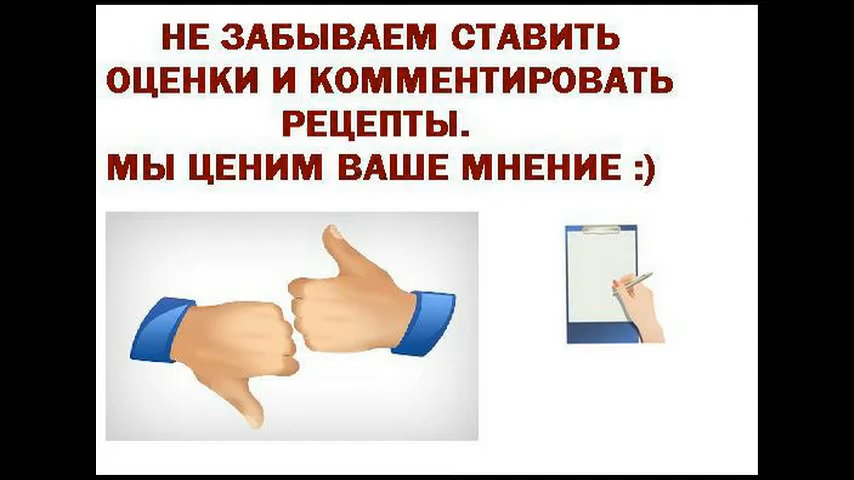 НЕ ЗАБЫВАЕМ СТАВИТЬ
ОЦЕНКИ И КОММЕНТИРОВАТЬ
РЕЦЕПТЫ.
МЫ ЦЕНИМ ВАШЕ МНЕНИЕ :)